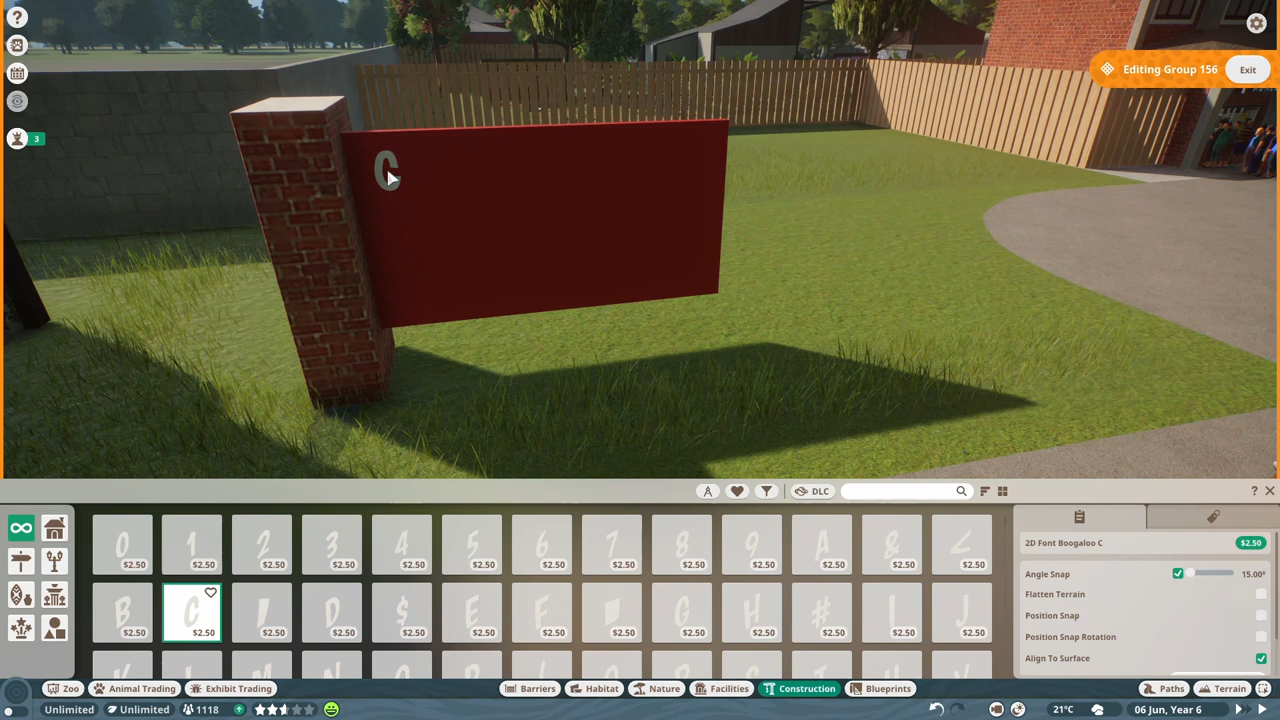 ?
Editing Group 156
Exit
3
C
DLC
?
0 $2.50
1 $2.50
2 $2.50
3 $2.50
4 $2.50
5 $2.50
6 $2.50
7 $2.50
8 $2.50
9 $2.50
A $2.50
& $2.50
$2.50
B $2.50
C $2.50
$2.50
D $2.50
$ $2.50
E $2.50
F $2.50
$2.50
G $2.50
H $2.50
# $2.50
I $2.50
J $2.50
2D Font Boogaloo C
$2.50
Angle Snap
15.00°
Flatten Terrain
Position Snap
Position Snap Rotation
Align To Surface
Zoo
Animal Trading
Exhibit Trading
Barriers
Habitat
Nature
Facilities
Construction
Blueprints
Paths
Terrain
Unlimited
Unlimited
1118
21°C
06 Jun, Year 6